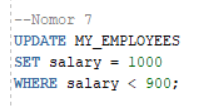 --Nomor 7
UPDATE MY_EMPLOYEES
SET salary = 1000
WHERE salary < 900;